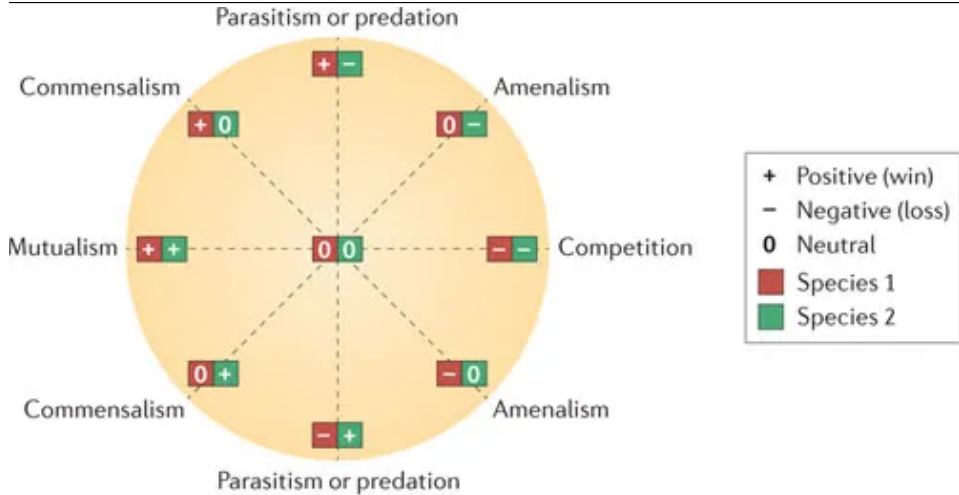 Parasitism or predation
+ −
Commensalism
Amenalism
+ 0
0 −
Mutualism
+ +
0 0
− −
Competition
0 +
− 0
Commensalism
Amenalism
− +
Parasitism or predation
+ Positive (win)
− Negative (loss)
0 Neutral
Species 1
Species 2